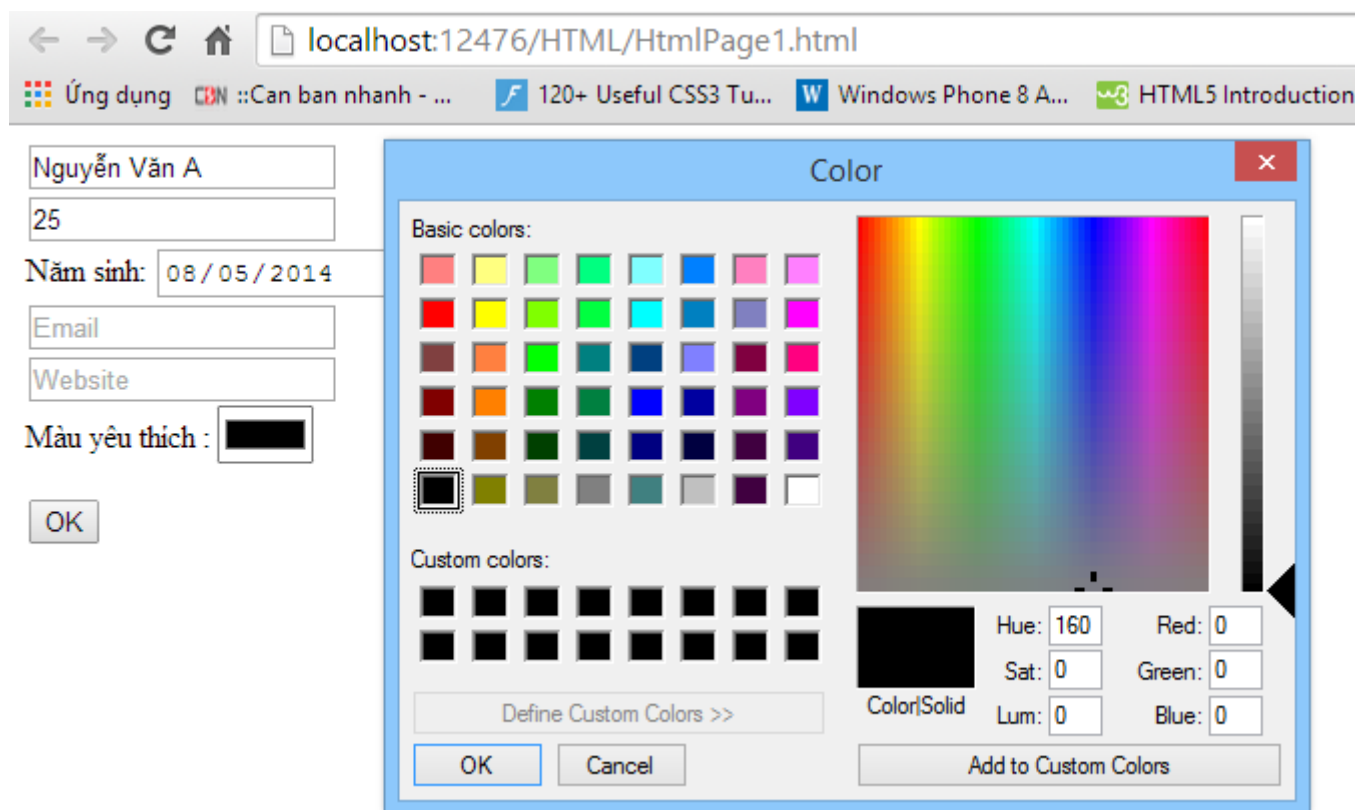 localhost:12476/HTML/HtmlPage1.html
Ứng dụng CBN ::Can ban nhanh - ... 120+ Useful CSS3 Tu... W Windows Phone 8 A... w3 HTML5 Introduction
Nguyễn Văn A
25
Năm sinh: 08/05/2014
Email
Website
Màu yêu thích :
OK
Color
Basic colors:
Custom colors:
Define Custom Colors >>
OK Cancel
Color|Solid
Hue: 160 Red: 0
Sat: 0 Green: 0
Lum: 0 Blue: 0
Add to Custom Colors